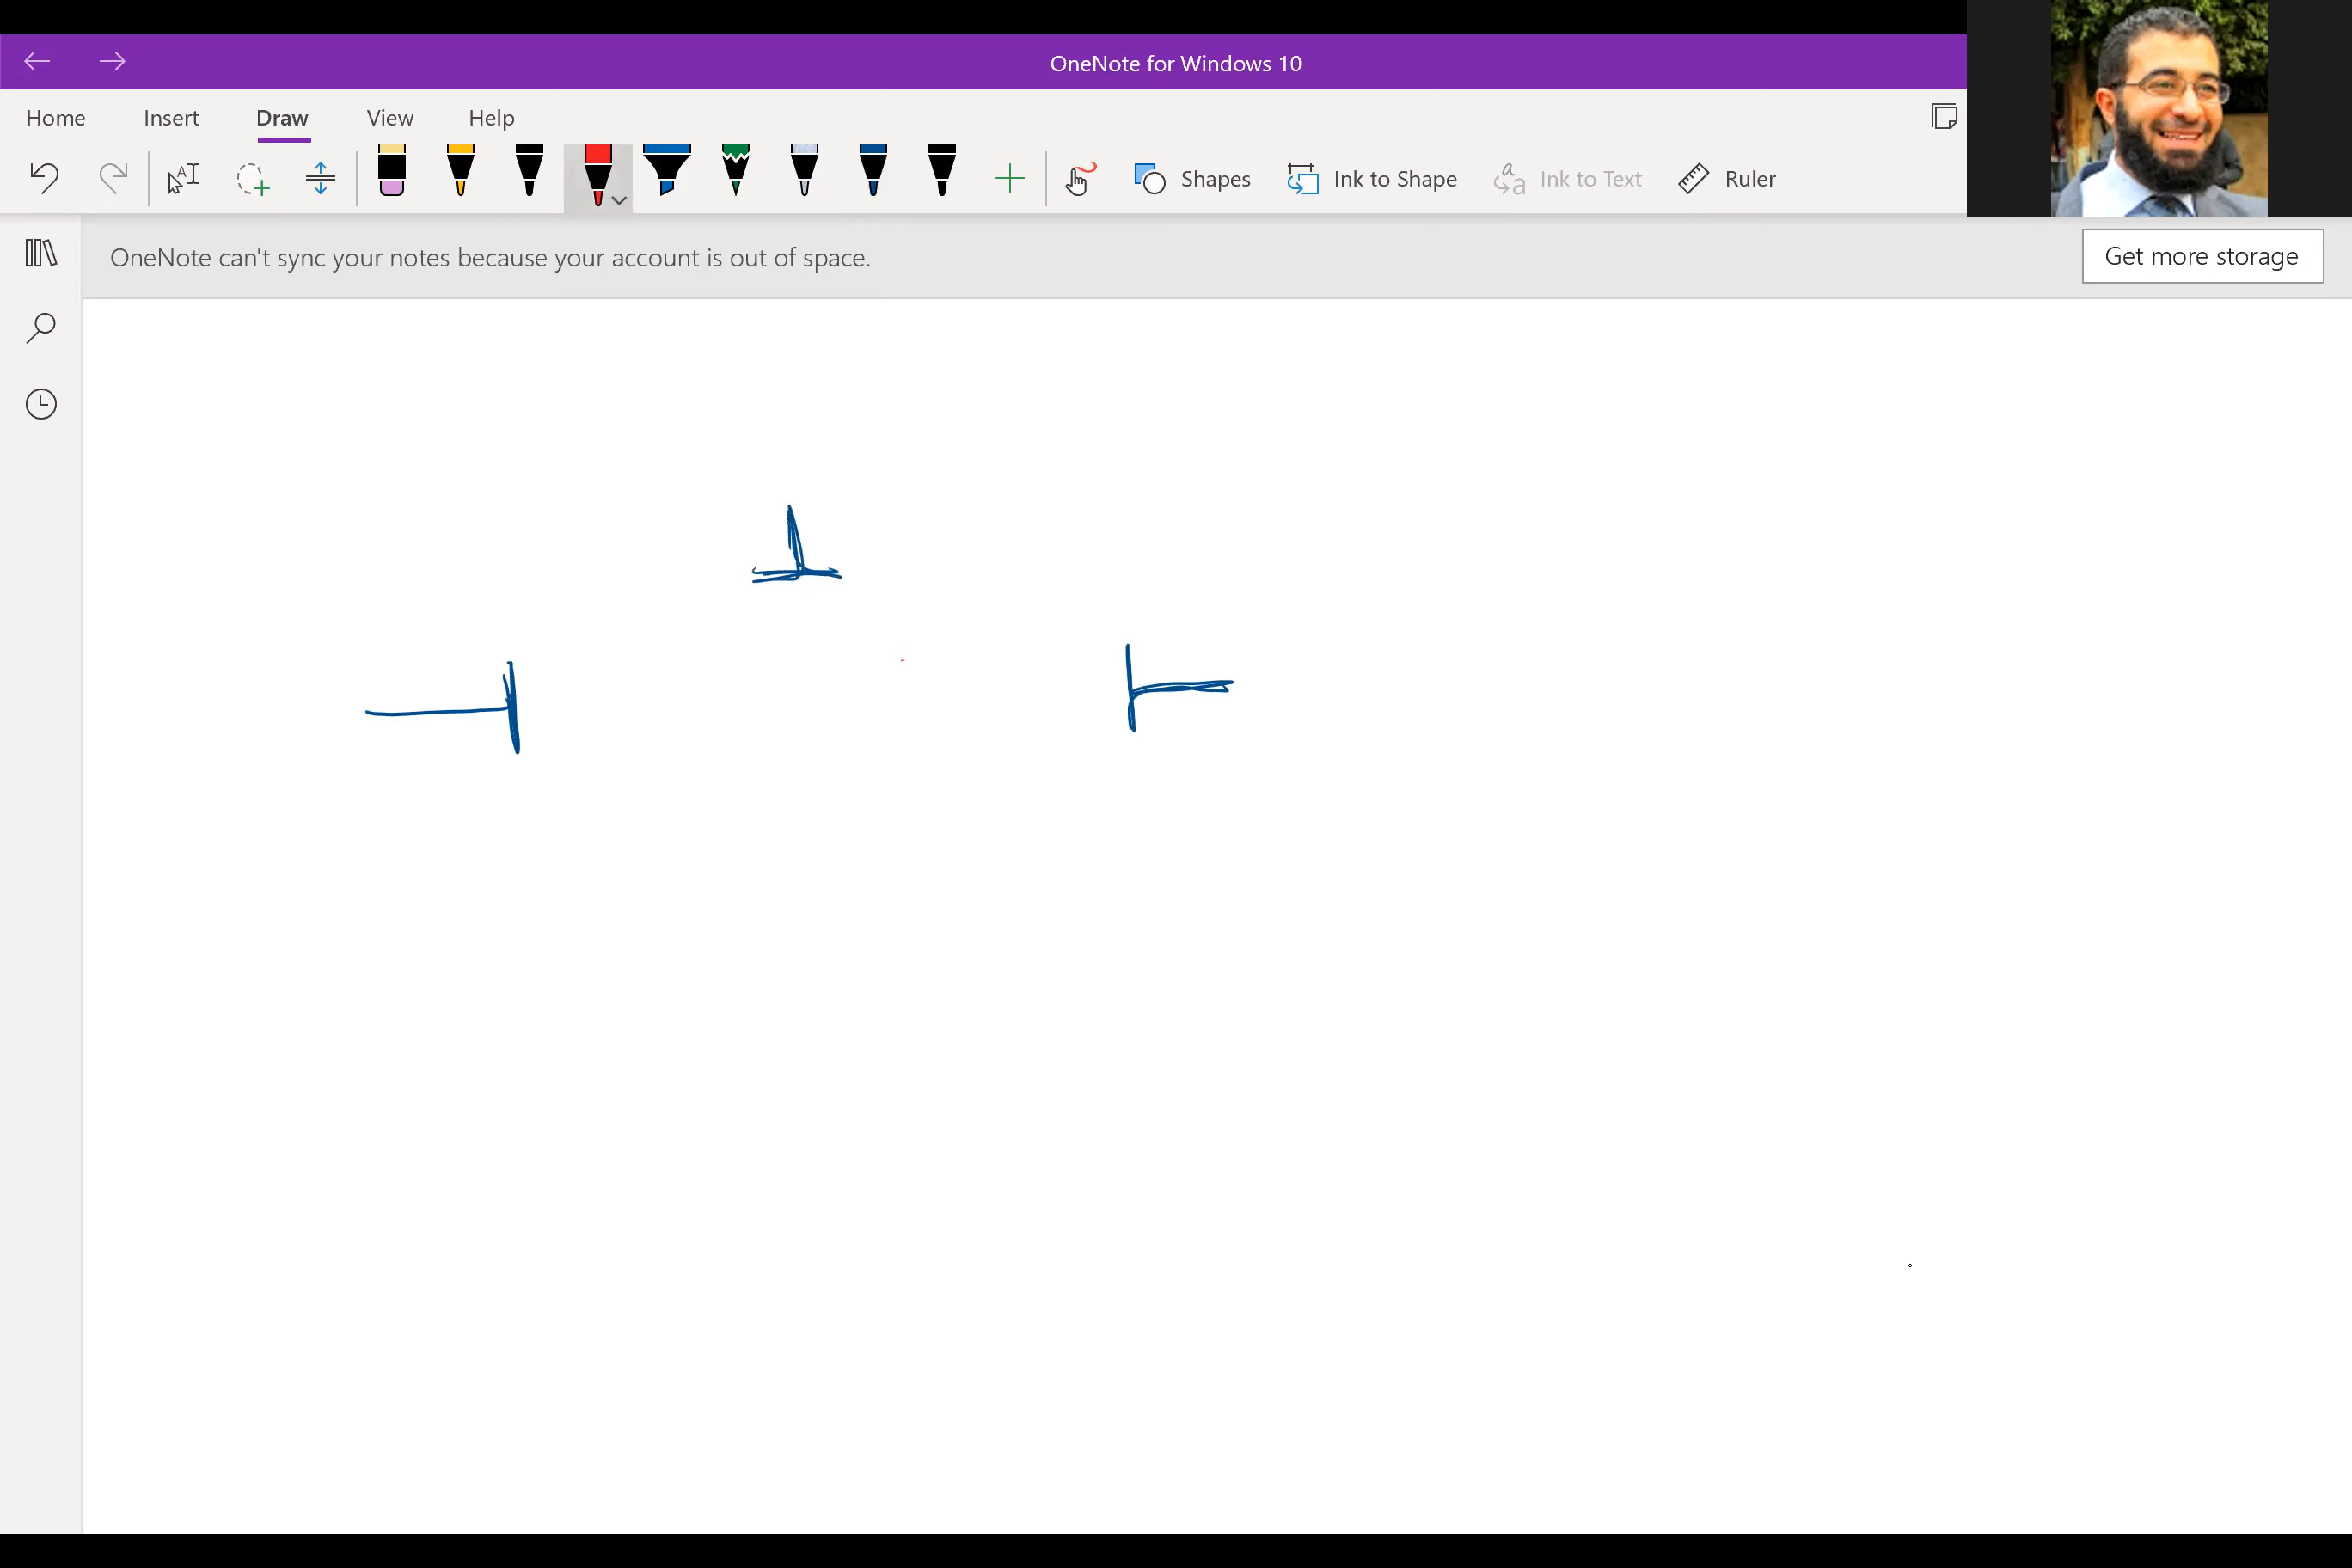 OneNote for Windows 10
Home Insert Draw View Help
Shapes Ink to Shape Ink to Text Ruler
OneNote can't sync your notes because your account is out of space. Get more storage